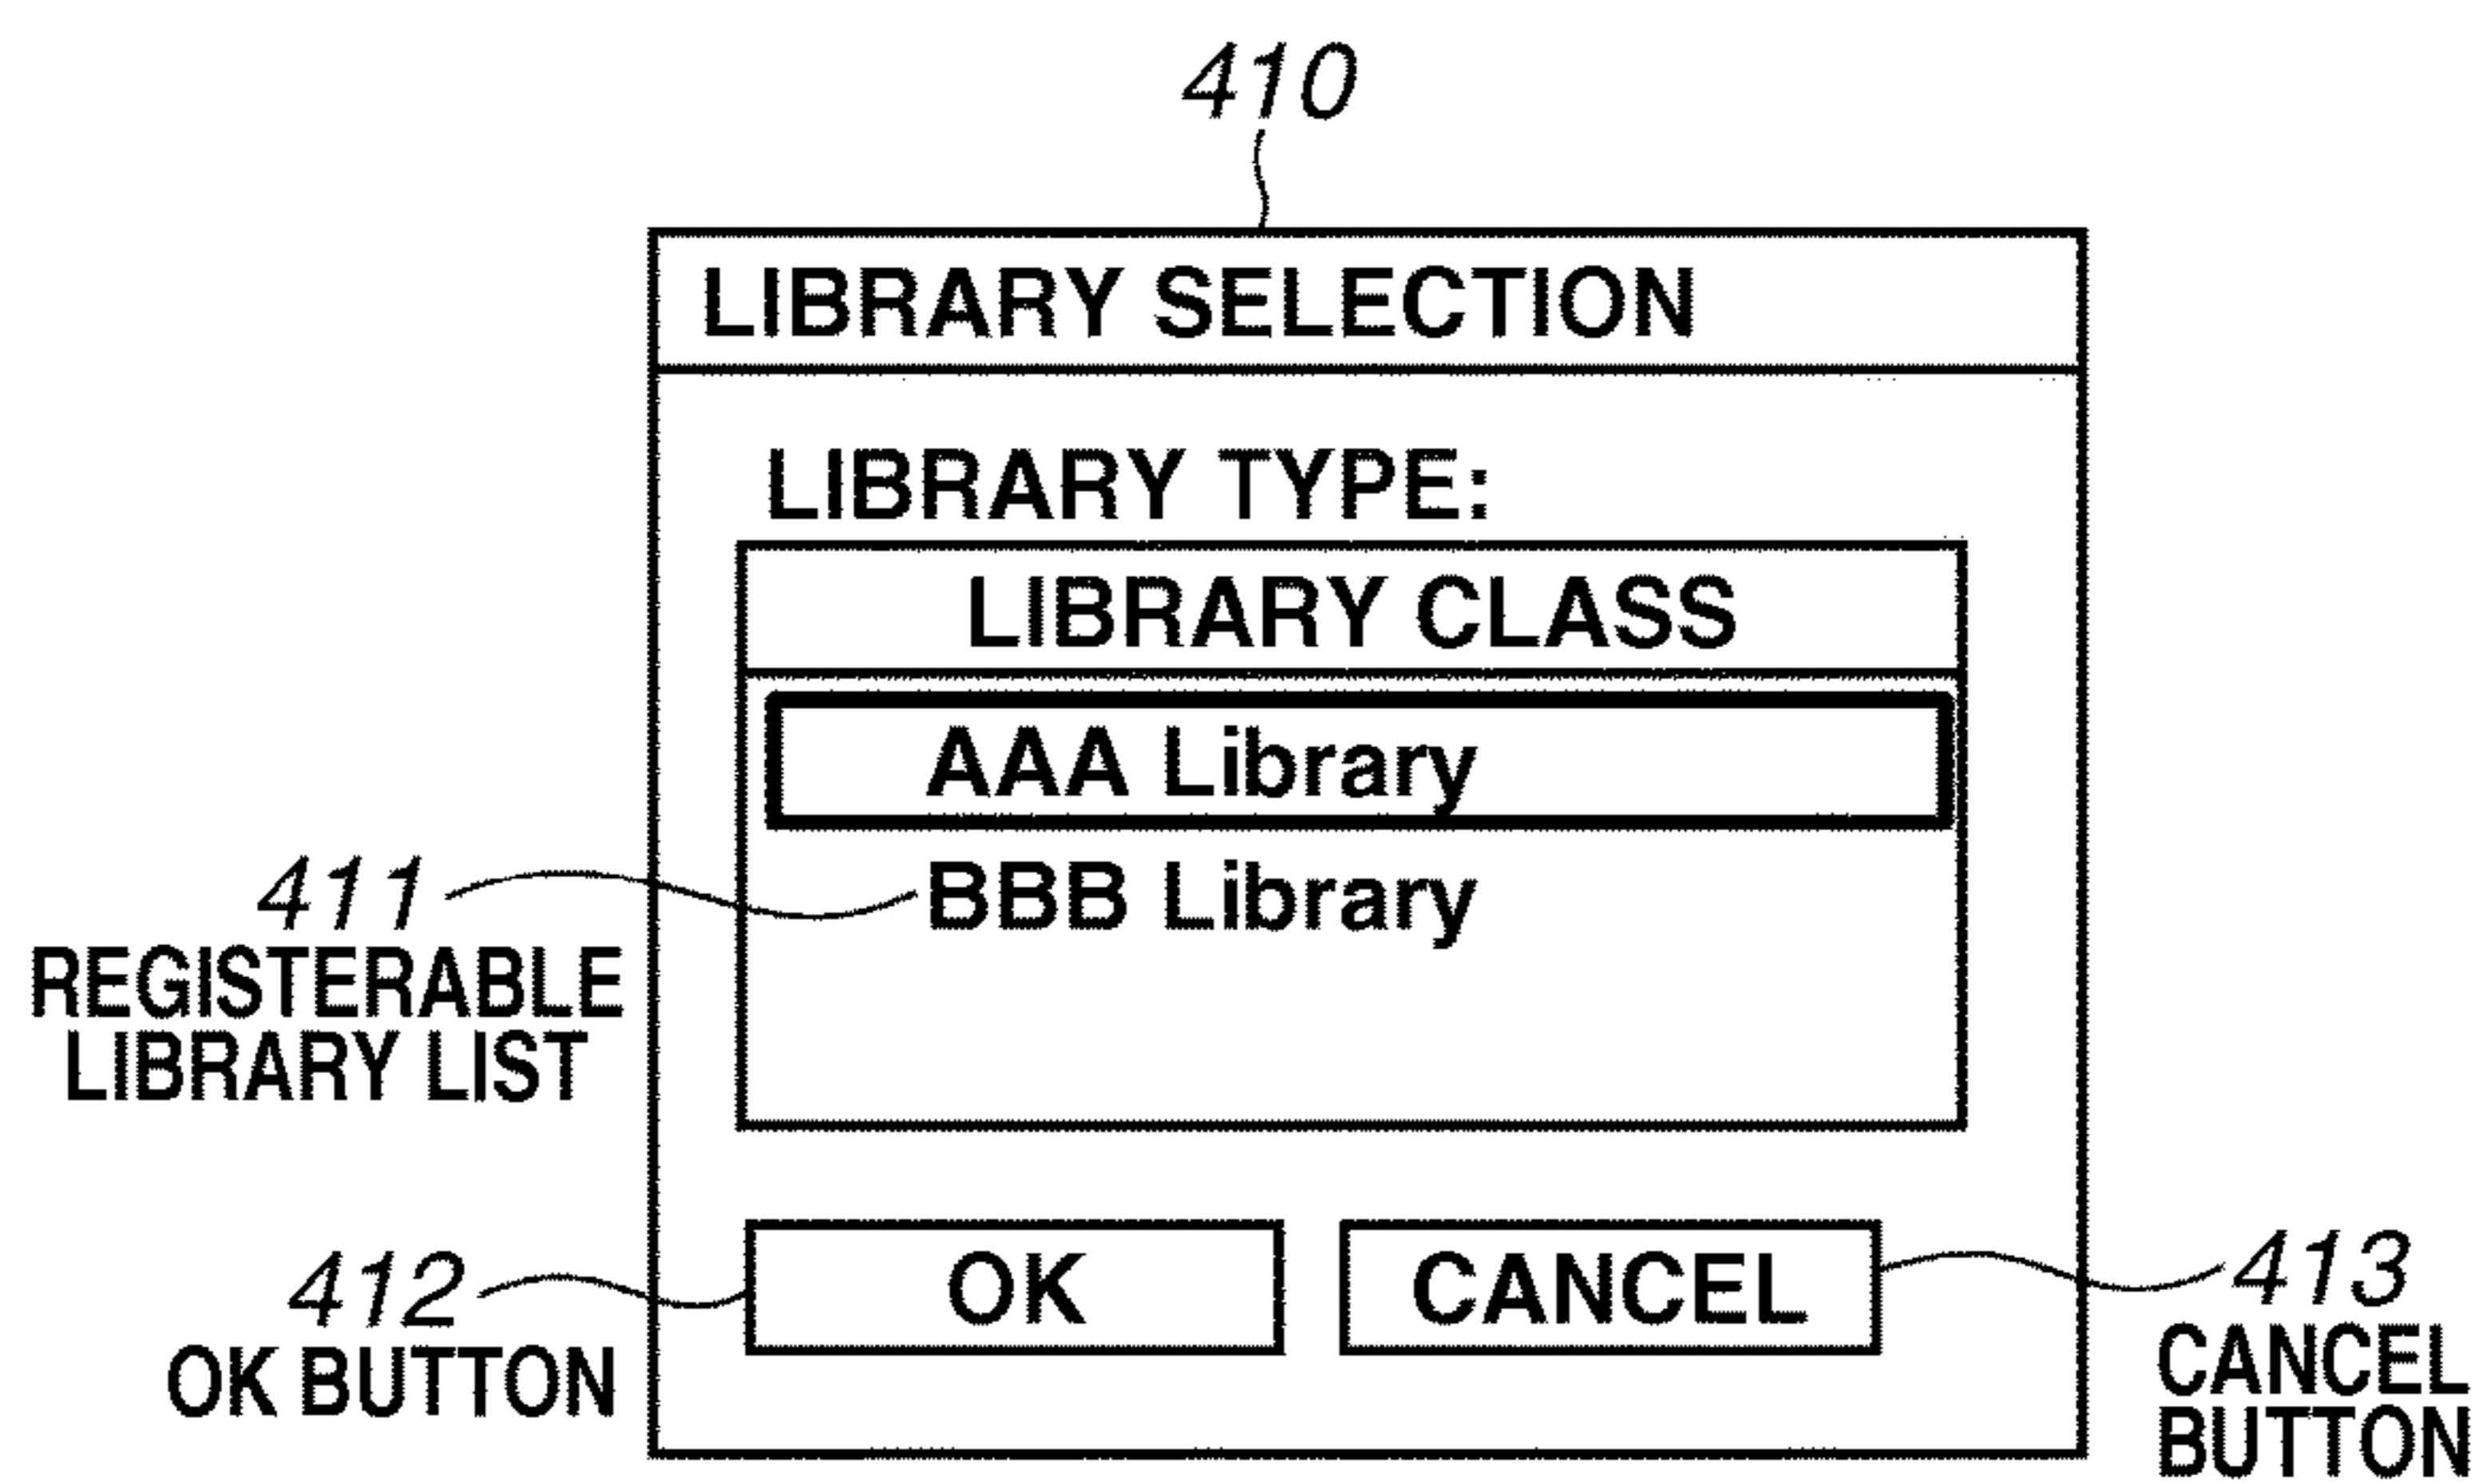 410
LIBRARY SELECTION
LIBRARY TYPE:
LIBRARY CLASS
AAA Library
BBB Library
411
REGISTERABLE
LIBRARY LIST
OK
CANCEL
412
OK BUTTON
413
CANCEL
BUTTON